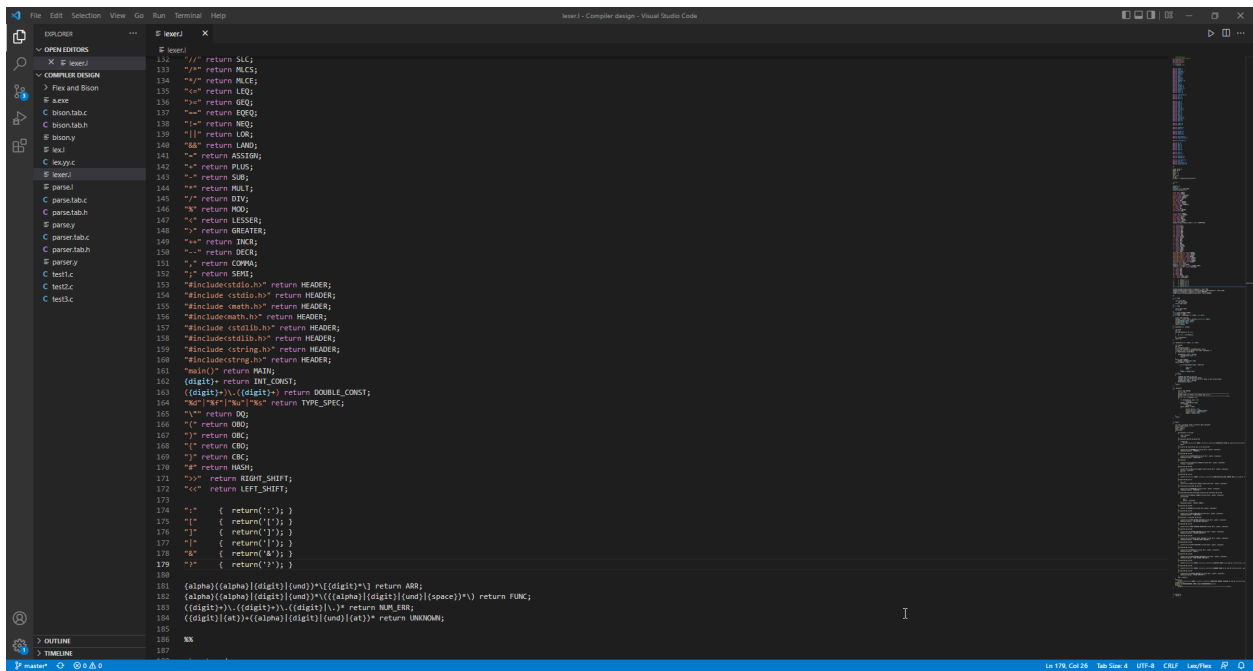 File Edit Selection View Go Run Terminal Help
lexer.l - Compiler design - Visual Studio Code
EXPLORER
lexer.l
OPEN EDITORS
lexer.l
COMPILER DESIGN
Flex and Bison
a.exe
bison.tab.c
bison.tab.h
bison.y
lex.l
lex.yy.c
lexer.l
parse.l
parse.tab.c
parse.tab.h
parse.y
parser.tab.c
parser.tab.h
parser.y
test1.c
test2.c
test3.c
OUTLINE
TIMELINE
lexer.l
132 "//" return SLC;
133 "/*" return MLCS;
134 "*/" return MLCE;
135 "<=" return LEQ;
136 ">=" return GEQ;
137 "==" return EQEQ;
138 "!=" return NEQ;
139 "||" return LOR;
140 "&&" return LAND;
141 "=" return ASSIGN;
142 "+" return PLUS;
143 "-" return SUB;
144 "*" return MULT;
145 "/" return DIV;
146 "%" return MOD;
147 "<" return LESSER;
148 ">" return GREATER;
149 "++" return INCR;
150 "--" return DECR;
151 "," return COMMA;
152 ";" return SEMI;
153 "#include<stdio.h>" return HEADER;
154 "#include <stdio.h>" return HEADER;
155 "#include <math.h>" return HEADER;
156 "#include<math.h>" return HEADER;
157 "#include <stdlib.h>" return HEADER;
158 "#include<stdlib.h>" return HEADER;
159 "#include <string.h>" return HEADER;
160 "#include<strng.h>" return HEADER;
161 "main()" return MAIN;
162 {digit}+ return INT_CONST;
163 ({digit}+)\.({digit}+) return DOUBLE_CONST;
164 "%d"|"%f"|"%u"|"%s" return TYPE_SPEC;
165 "\"" return DQ;
166 "(" return OBO;
167 ")" return OBC;
168 "{" return CBO;
169 "}" return CBC;
170 "#" return HASH;
171 ">>" return RIGHT_SHIFT;
172 "<<" return LEFT_SHIFT;
173
174 ":" { return(':'); }
175 "[" { return('['); }
176 "]" { return(']'); }
177 "|" { return('|'); }
178 "&" { return('&'); }
179 "?" { return('?'); }
180
181 {alpha}({alpha}|{digit}|{und})*\[{digit}*\] return ARR;
182 {alpha}({alpha}|{digit}|{und})*\(({alpha}|{digit}|{und}|{space})*\) return FUNC;
183 ({digit}+)\.({digit}+)\.({digit}|\.)* return NUM_ERR;
184 ({digit}|{at})+({alpha}|{digit}|{und}|{at})* return UNKNOWN;
185
186 %%
187
master* 0 0
Ln 179, Col 26 Tab Size: 4 UTF-8 CRLF Lex/Flex